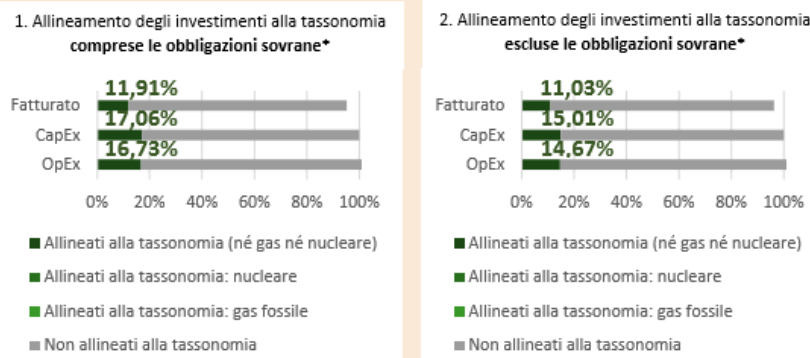 1. Allineamento degli investimenti alla tassonomia
comprese le obbligazioni sovrane*
11,91%
Fatturato
17,06%
CapEx
16,73%
OpEx
0% 20% 40% 60% 80% 100%
Allineati alla tassonomia (né gas né nucleare)
Allineati alla tassonomia: nucleare
Allineati alla tassonomia: gas fossile
Non allineati alla tassonomia
2. Allineamento degli investimenti alla tassonomia
escluse le obbligazioni sovrane*
11,03%
Fatturato
15,01%
CapEx
14,67%
OpEx
0% 20% 40% 60% 80% 100%
Allineati alla tassonomia (né gas né nucleare)
Allineati alla tassonomia: nucleare
Allineati alla tassonomia: gas fossile
Non allineati alla tassonomia